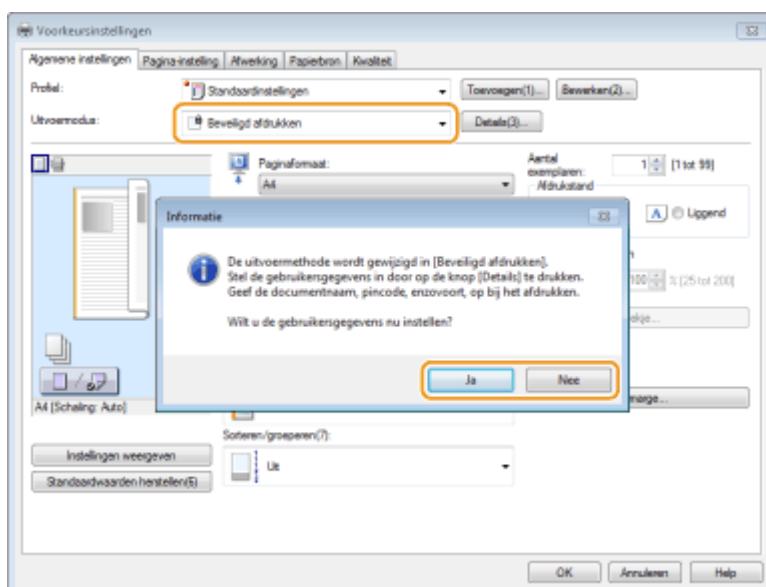 Voorkeursinstellingen
Algemene instellingen Pagina-instelling Afwerking Papierbron Kwaliteit
Profiel: Standaardinstellingen Toevoegen(1)... Bewerken(2)...
Uitvoermodus: Beveiligd afdrukken Details(3)...
Paginaformaat:
A4
Aantal
exemplaren: 1 [1 tot 99]
Afdrukstand
A Liggend
Informatie
De uitvoermethode wordt gewijzigd in [Beveiligd afdrukken].
Stel de gebruikersgegevens in door op de knop [Details] te drukken.
Geef de documentnaam, pincode, enzovoort, op bij het afdrukken.
Wilt u de gebruikersgegevens nu instellen?
Ja Nee
100 % [25 tot 200]
marge...
A4 [Schaling: Auto]
Sorteren/groeperen(7):
Uit
Instellingen weergeven
Standaardwaarden herstellen(6)
OK Annuleren Help